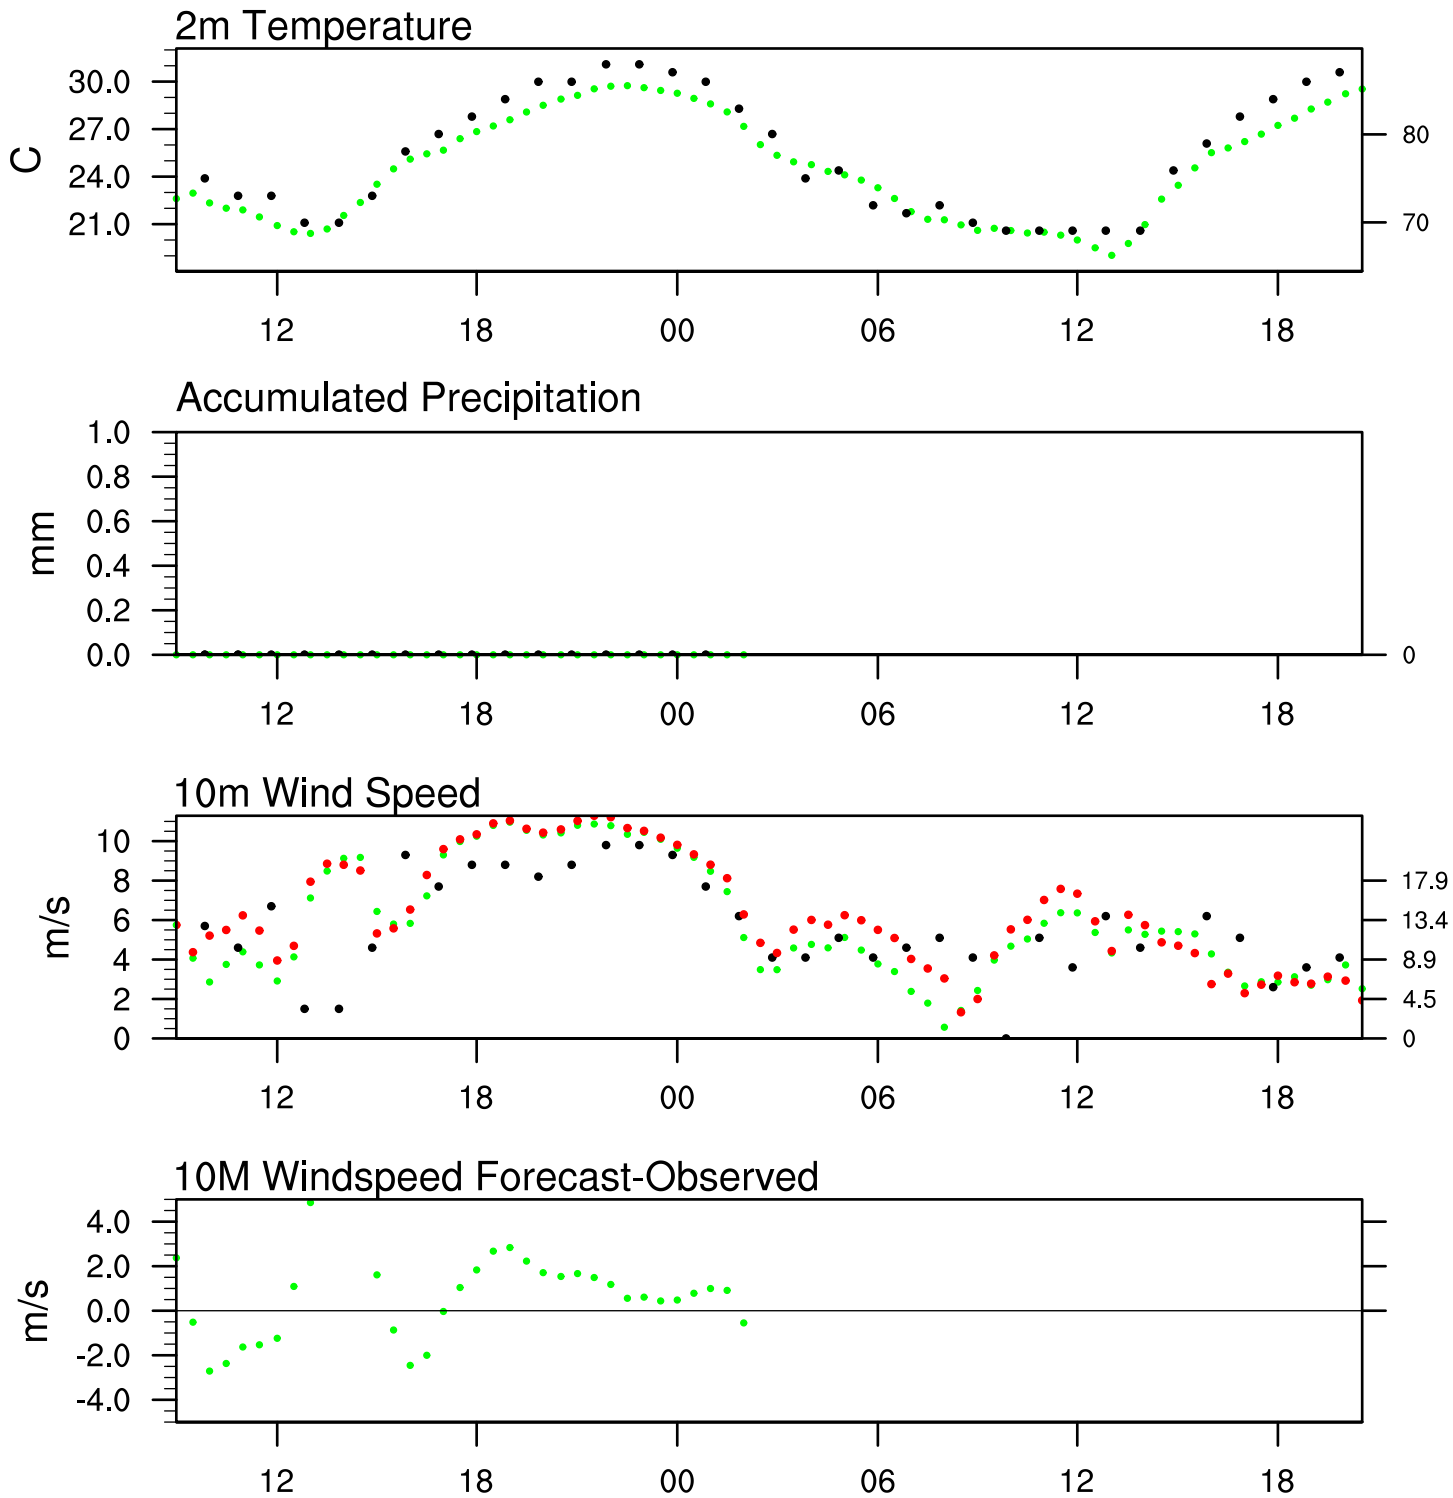 2m Temperature
30.0
27.0
24.0
21.0
C
80
70
12 18 00 06 12 18
Accumulated Precipitation
1.0
0.8
0.6
0.4
0.2
0.0
mm
0
12 18 00 06 12 18
10m Wind Speed
10
8
6
4
2
0
m/s
17.9
13.4
8.9
4.5
0
12 18 00 06 12 18
10M Windspeed Forecast-Observed
4.0
2.0
0.0
-2.0
-4.0
m/s
12 18 00 06 12 18